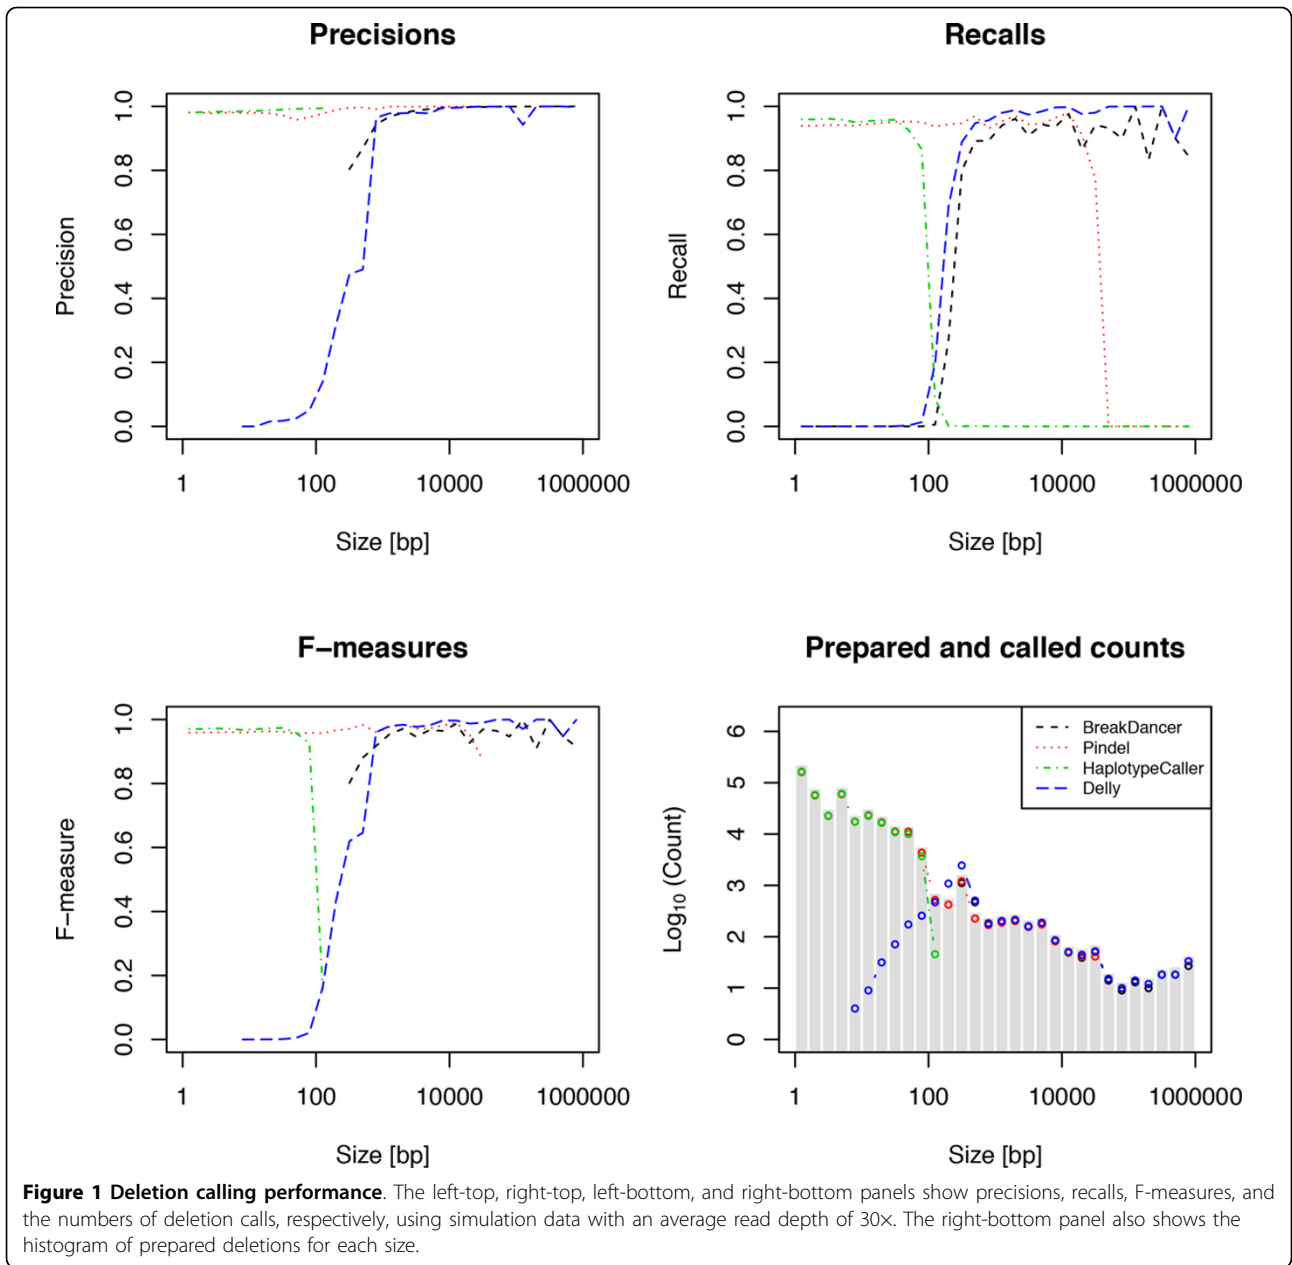 Precisions
Precision
0.0 0.2 0.4 0.6 0.8 1.0
1 100 10000 1000000
Size [bp]
Recalls
Recall
0.0 0.2 0.4 0.6 0.8 1.0
1 100 10000 1000000
Size [bp]
F−measures
F−measure
0.0 0.2 0.4 0.6 0.8 1.0
1 100 10000 1000000
Size [bp]
Prepared and called counts
Log10 (Count)
0 1 2 3 4 5 6
BreakDancer
Pindel
HaplotypeCaller
Delly
1 100 10000 1000000
Size [bp]
Figure 1 Deletion calling performance. The left-top, right-top, left-bottom, and right-bottom panels show precisions, recalls, F-measures, and
the numbers of deletion calls, respectively, using simulation data with an average read depth of 30×. The right-bottom panel also shows the
histogram of prepared deletions for each size.